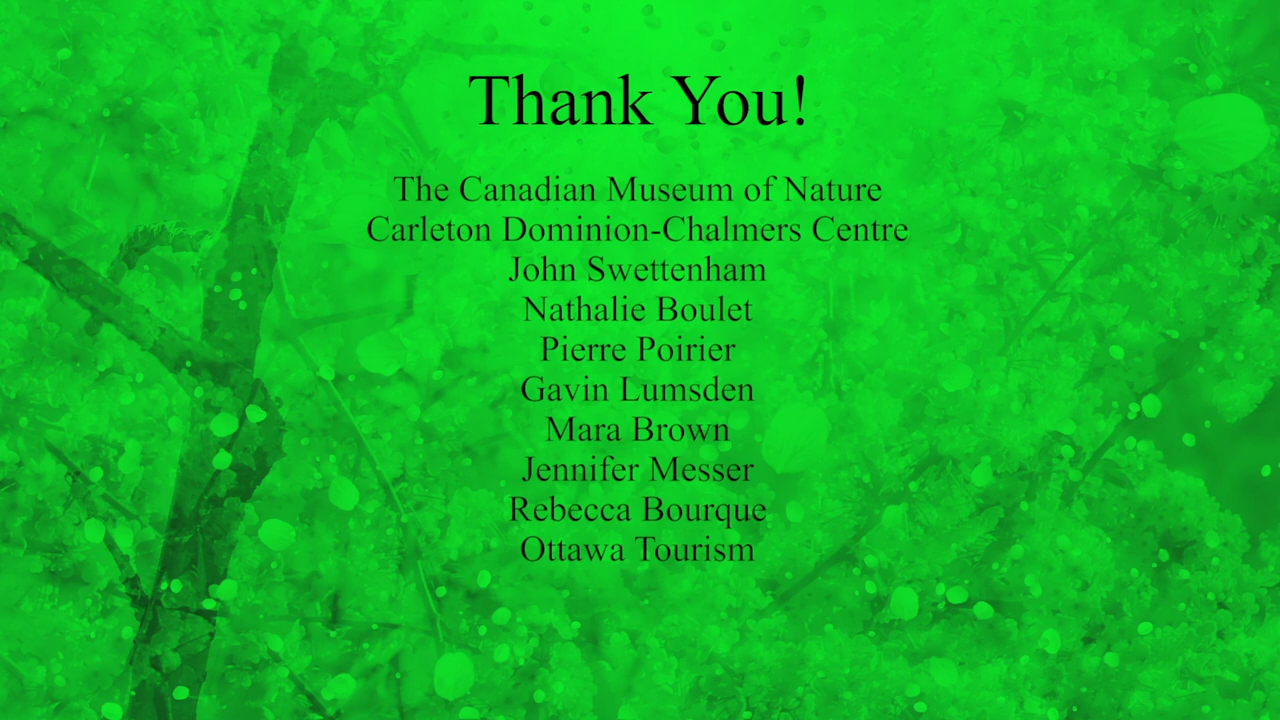 Thank You!
The Canadian Museum of Nature
Carleton Dominion-Chalmers Centre
John Swettenham
Nathalie Boulet
Pierre Poirier
Gavin Lumsden
Mara Brown
Jennifer Messer
Rebecca Bourque
Ottawa Tourism